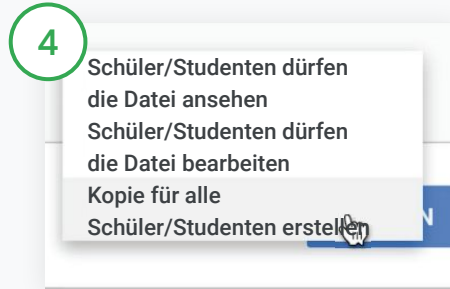 4
Schüler/Studenten dürfen
die Datei ansehen
Schüler/Studenten dürfen
die Datei bearbeiten
Kopie für alle
Schüler/Studenten erstellen
N